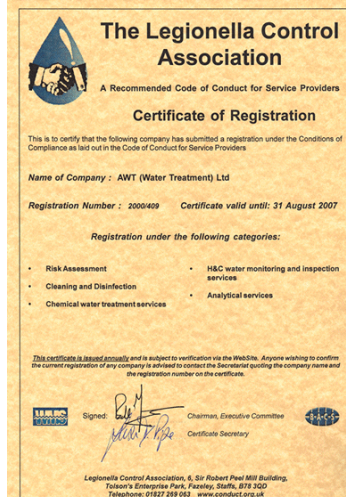 The Legionella Control
Association
A Recommended Code of Conduct for Service Providers
Certificate of Registration
This is to certify that the following company has submitted a registration under the Conditions of
Compliance as laid out in the Code of Conduct for Service Providers
Name of Company : AWT (Water Treatment) Ltd
Registration Number : 2000/409 Certificate valid until: 31 August 2007
Registration under the following categories:
• Risk Assessment
• Cleaning and Disinfection
• Chemical water treatment services
• H&C water monitoring and inspection
services
• Analytical services
This certificate is issued annually and is subject to verification via the WebSite. Anyone wishing to confirm
the current registration of any company is advised to contact the Secretariat quoting the company name and
the registration number on the certificate.
Signed:
Chairman, Executive Committee
Certificate Secretary
B·A·C·S
Legionella Control Association, 6, Sir Robert Peel Mill Building,
Tolson's Enterprise Park, Fazeley, Staffs, B78 3QD
Telephone: 01827 269 063 www.conduct.org.uk